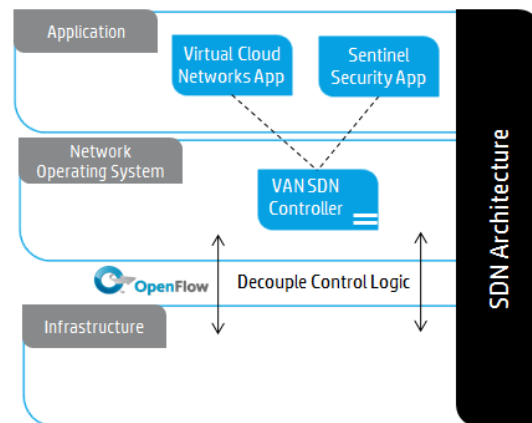 Application
Virtual Cloud
Networks App
Sentinel
Security App
Network
Operating System
VAN SDN
Controller
OpenFlow
Decouple Control Logic
Infrastructure
SDN Architecture